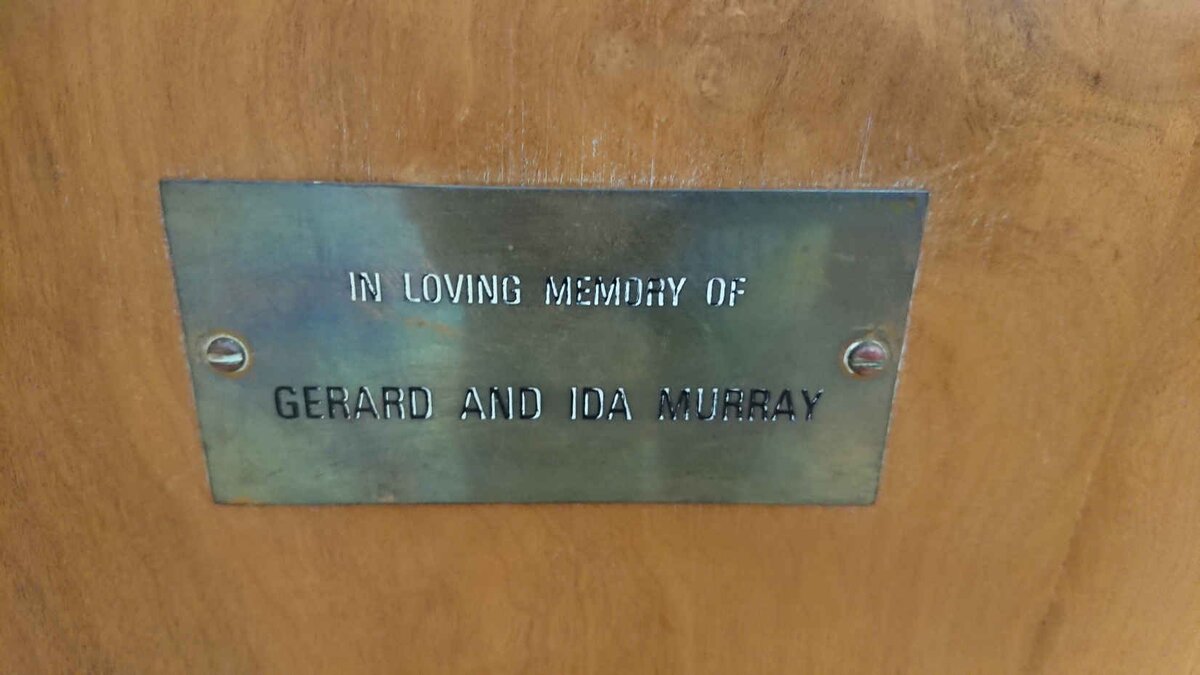 IN LOVING MEMORY OF
GERARD AND IDA MURRAY